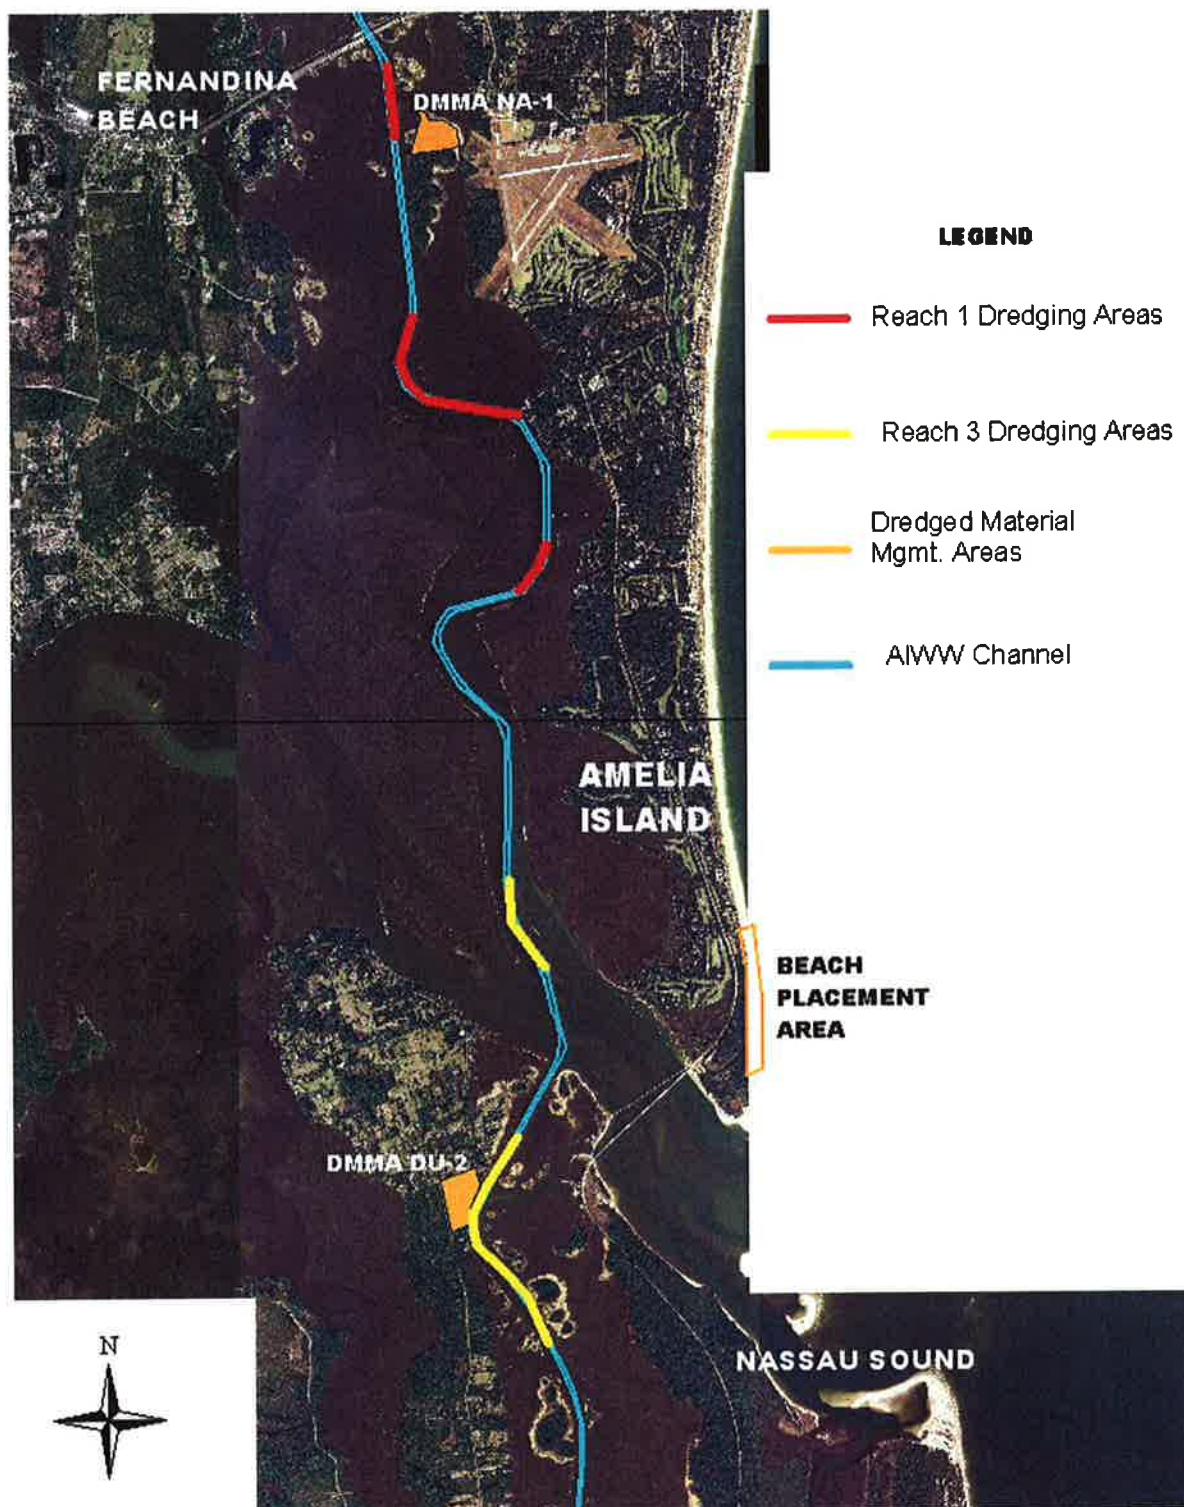 FERNANDINA
BEACH
DMMA NA-1
LEGEND
Reach 1 Dredging Areas
Reach 3 Dredging Areas
Dredged Material
Mgmt. Areas
AIWW Channel
AMELIA
ISLAND
BEACH
PLACEMENT
AREA
DMMA DU-2
N
NASSAU SOUND